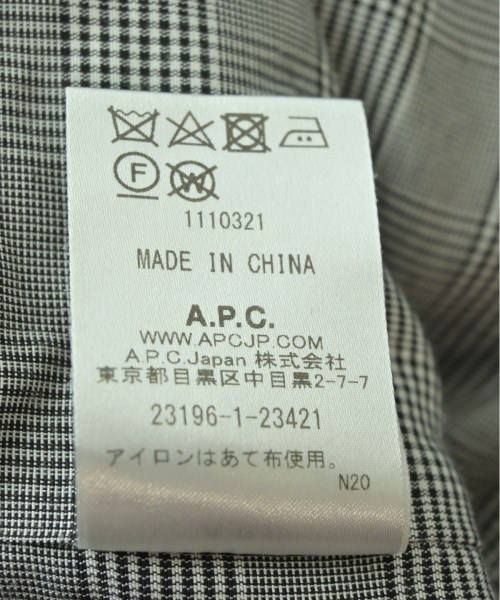 F W
1110321
MADE IN CHINA
A.P.C.
WWW.APCJP.COM
A.P.C.Japan 株式会社
東京都目黒区中目黒2-7-7
23196-1-23421
アイロンはあて布使用。
N20